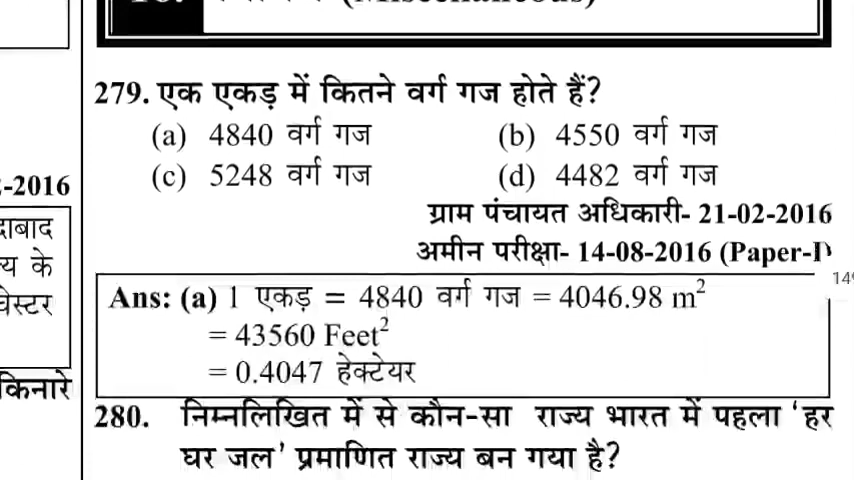 279. एक एकड़ में कितने वर्ग गज होते हैं?
(a) 4840 वर्ग गज (b) 4550 वर्ग गज
(c) 5248 वर्ग गज (d) 4482 वर्ग गज
ग्राम पंचायत अधिकारी- 21-02-2016
अमीन परीक्षा- 14-08-2016 (Paper-I)
Ans: (a) 1 एकड़ = 4840 वर्ग गज = 4046.98 m²
= 43560 Feet²
= 0.4047 हेक्टेयर
280. निम्नलिखित में से कौन-सा राज्य भारत में पहला ‘हर
घर जल’ प्रमाणित राज्य बन गया है?
-2016
के
किनारे